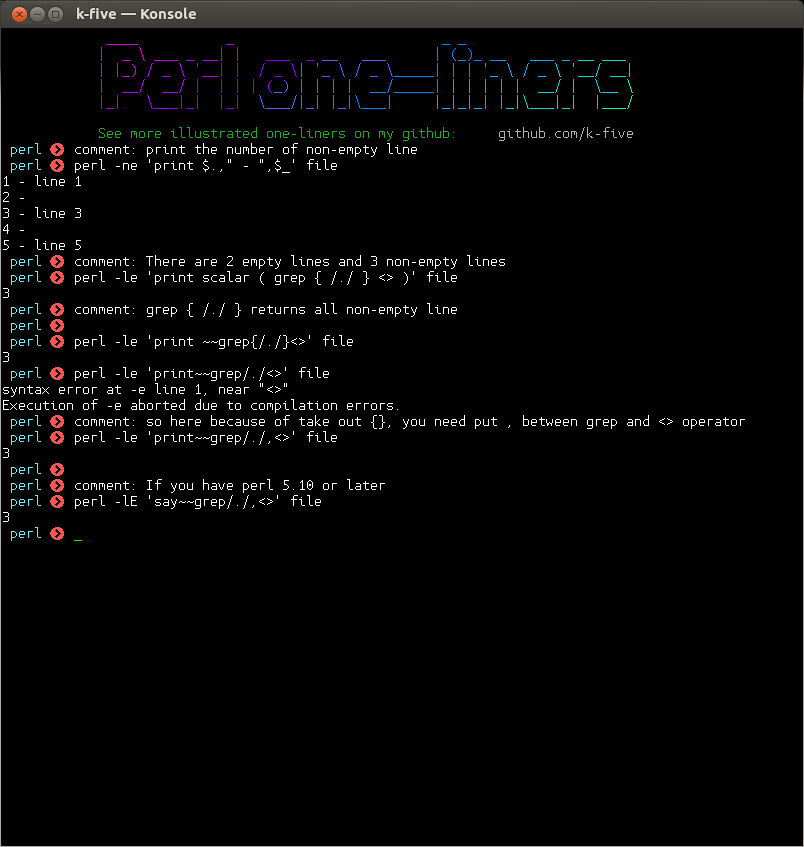 k-five — Konsole
Perl one-liners
See more illustrated one-liners on my github: github.com/k-five
perl comment: print the number of non-empty line
perl perl -ne 'print $.," - ",$_' file
1 - line 1
2 -
3 - line 3
4 -
5 - line 5
perl comment: There are 2 empty lines and 3 non-empty lines
perl perl -le 'print scalar ( grep { /./ } <> )' file
3
perl comment: grep { /./ } returns all non-empty line
perl
perl perl -le 'print ~~grep{/./}<>' file
3
perl perl -le 'print~~grep/./<>' file
syntax error at -e line 1, near "<>"
Execution of -e aborted due to compilation errors.
perl comment: so here because of take out {}, you need put , between grep and <> operator
perl perl -le 'print~~grep/./,<>' file
3
perl
perl comment: If you have perl 5.10 or later
perl perl -lE 'say~~grep/./,<>' file
3
perl _